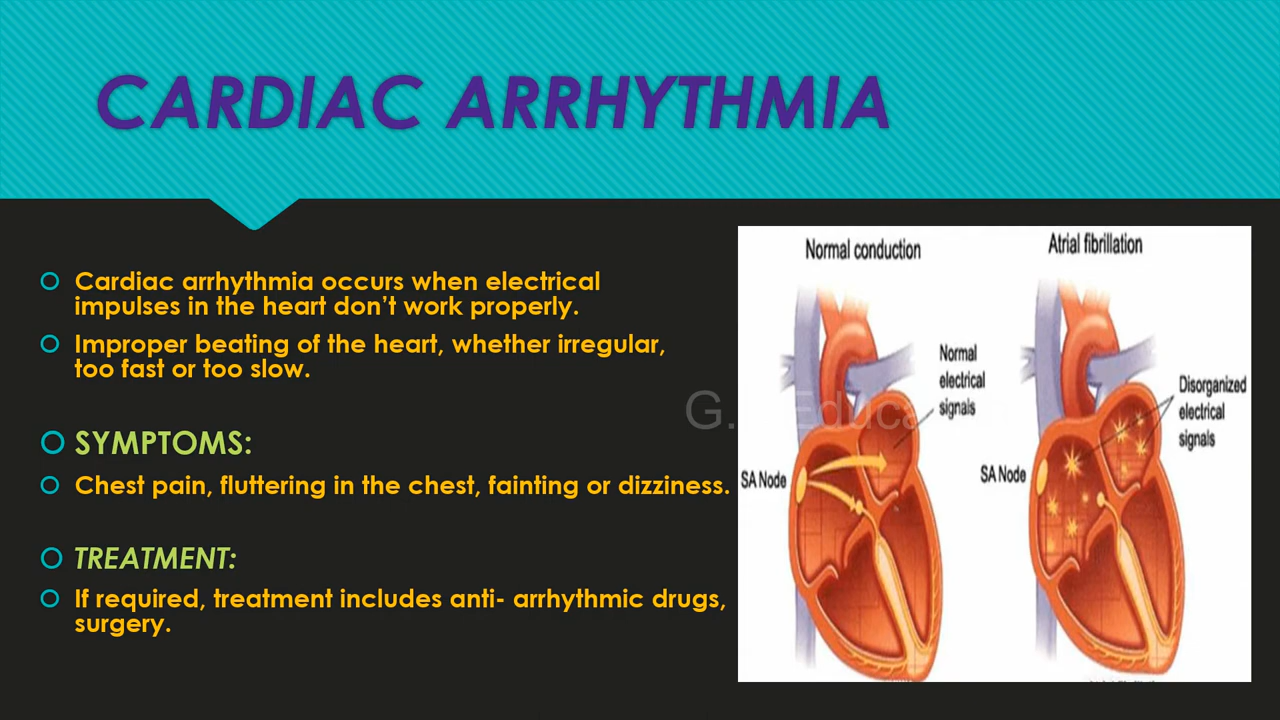 CARDIAC ARRHYTHMIA
Cardiac arrhythmia occurs when electrical
impulses in the heart don’t work properly.
Improper beating of the heart, whether irregular,
too fast or too slow.
SYMPTOMS:
Chest pain, fluttering in the chest, fainting or dizziness.
TREATMENT:
If required, treatment includes anti- arrhythmic drugs,
surgery.
Normal conduction
Normal
electrical
signals
SA Node
Atrial fibrillation
Disorganized
electrical
signals
SA Node